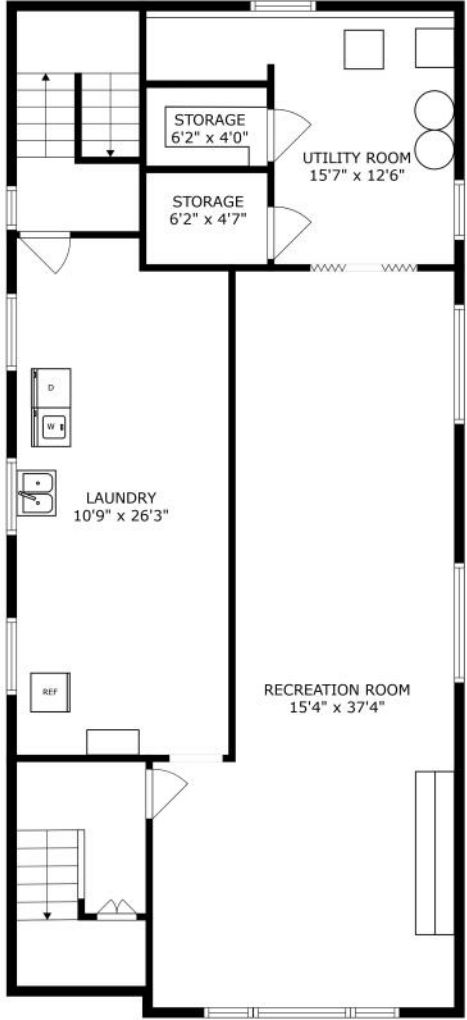 STORAGE
6'2" x 4'0"
UTILITY ROOM
15'7" x 12'6"
STORAGE
6'2" x 4'7"
D
W
LAUNDRY
10'9" x 26'3"
REF
RECREATION ROOM
15'4" x 37'4"